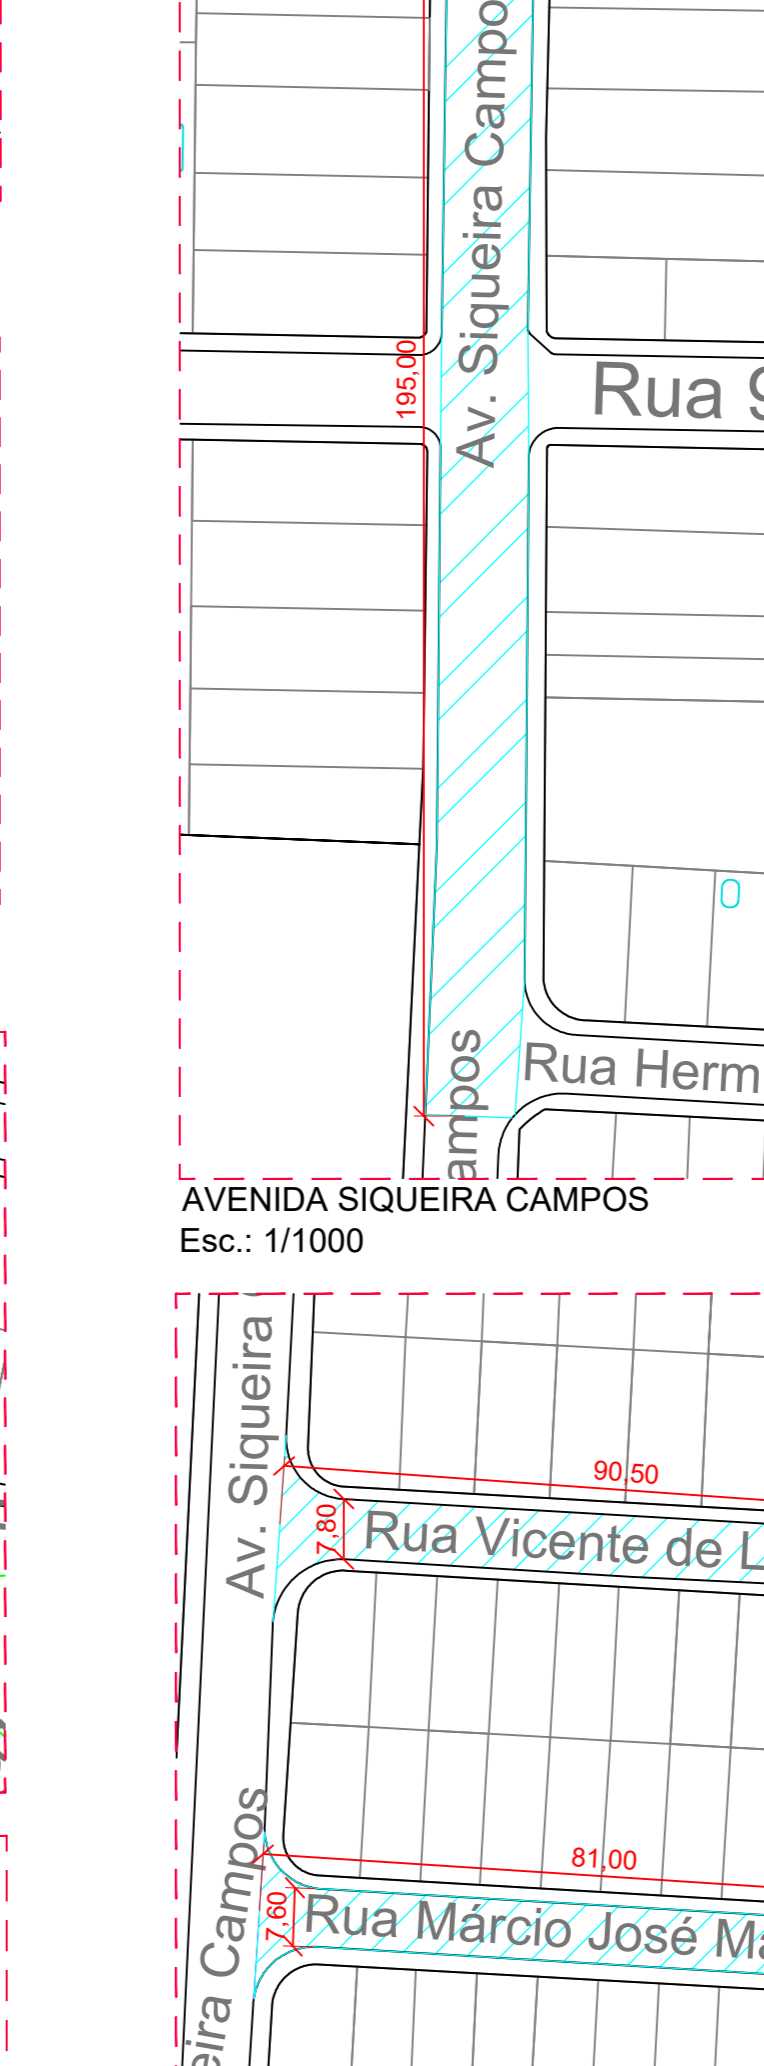 Av. Siqueira Campo
195,00
Rua 9
ampos
Rua Herm
AVENIDA SIQUEIRA CAMPOS
Esc.: 1/1000
Av. Siqueira
90,50
7,80
Rua Vicente de L
eira Campos
81,00
7,60
Rua Márcio José Ma